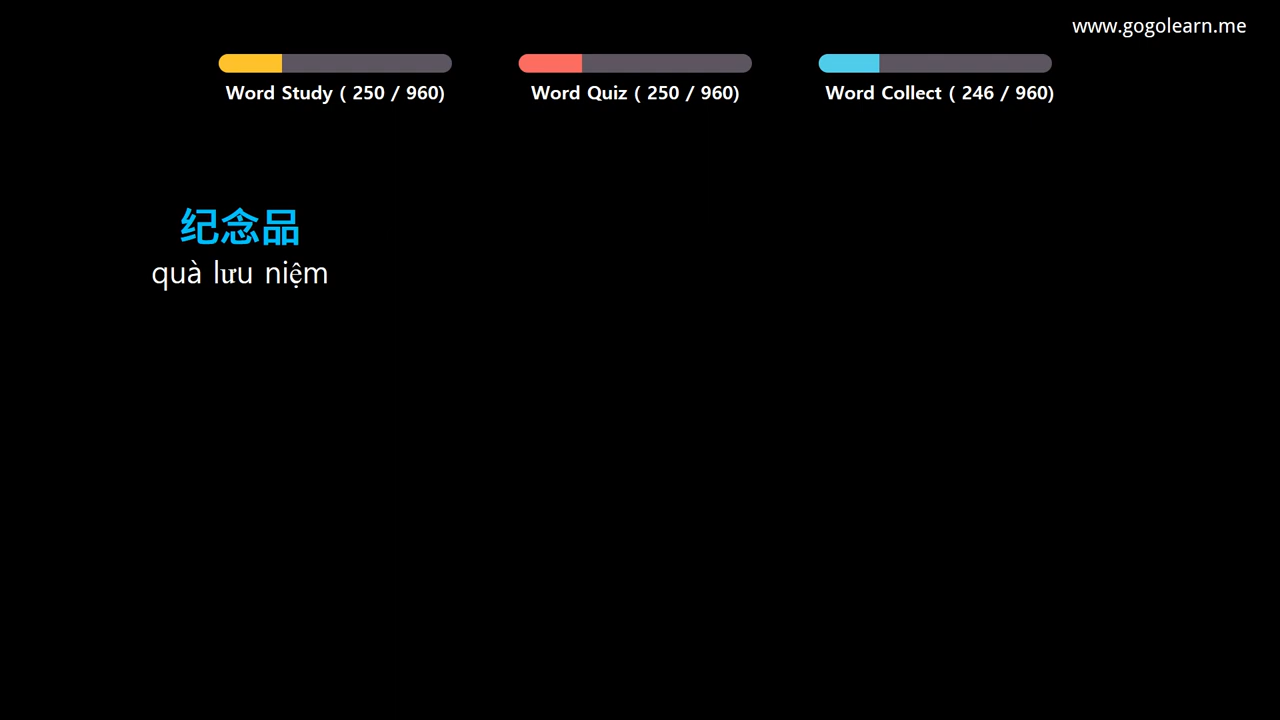 www.gogolearn.me
Word Study ( 250 / 960)
Word Quiz ( 250 / 960)
Word Collect ( 246 / 960)
纪念品
quà lưu niệm